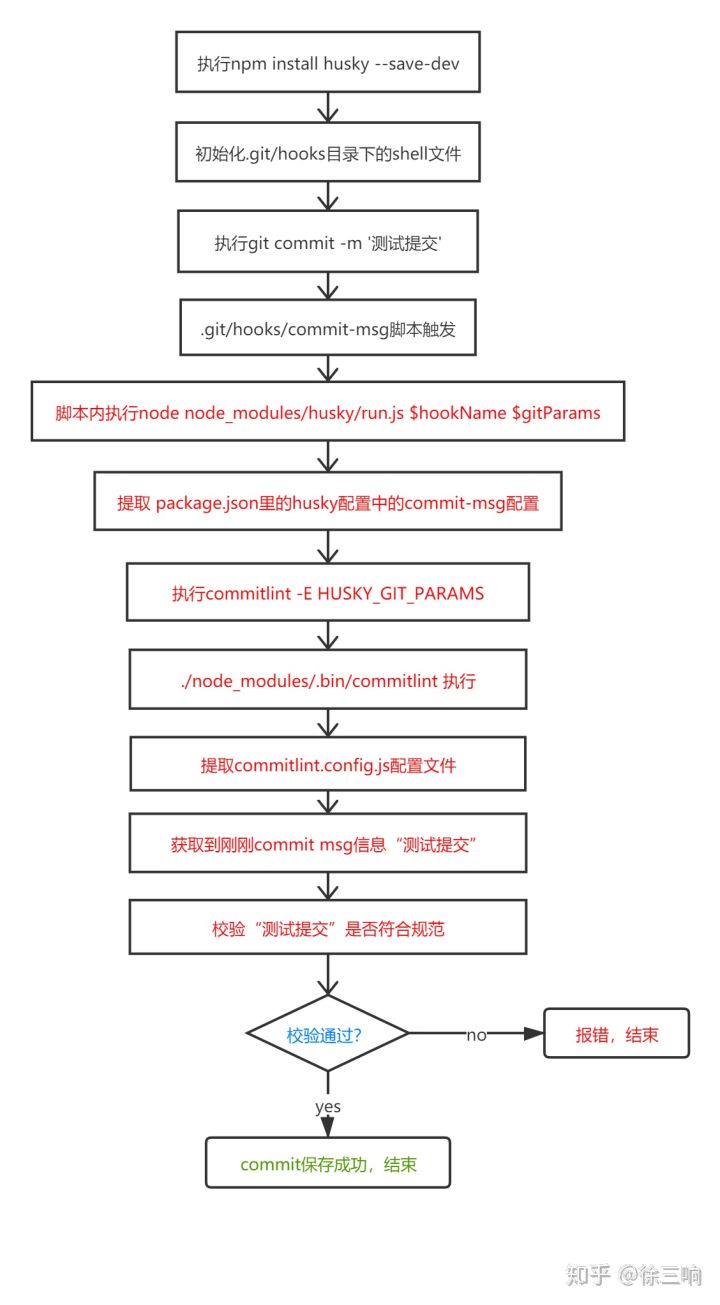 执行npm install husky --save-dev
初始化.git/hooks目录下的shell文件
执行git commit -m '测试提交'
.git/hooks/commit-msg脚本触发
脚本内执行node node_modules/husky/run.js $hookName $gitParams
提取 package.json里的husky配置中的commit-msg配置
执行commitlint -E HUSKY_GIT_PARAMS
./node_modules/.bin/commitlint 执行
提取commitlint.config.js配置文件
获取到刚刚commit msg信息“测试提交”
校验“测试提交”是否符合规范
校验通过?
no
报错，结束
yes
commit保存成功，结束
知乎 @徐三响